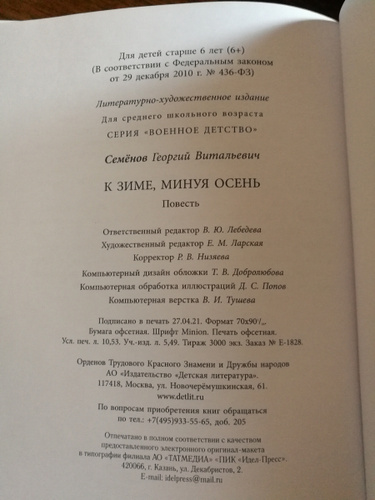 Для детей старше 6 лет (6+)
(В соответствии с Федеральным законом
от 29 декабря 2010 г. № 436-ФЗ)
Литературно-художественное издание
Для среднего школьного возраста
СЕРИЯ «ВОЕННОЕ ДЕТСТВО»
Семёнов Георгий Витальевич
К ЗИМЕ, МИНУЯ ОСЕНЬ
Повесть
Ответственный редактор В. Ю. Лебедева
Художественный редактор Е. М. Ларская
Корректор Р. В. Низяева
Компьютерный дизайн обложки Т. В. Добролюбова
Компьютерная обработка иллюстраций Д. С. Попов
Компьютерная верстка В. И. Тушева
Подписано в печать 27.04.21. Формат 70х90/
Бумага офсетная. Шрифт Minion. Печать офсетная.
Усл. печ. л. 10,53. Уч.-изд. л. 5,49. Тираж 3000 экз. Заказ № Е-1828.
Орденов Трудового Красного Знамени и Дружбы народов
АО «Издательство «Детская литература».
117418, Москва, ул. Новочерёмушкинская, 61.
www.detlit.ru
По вопросам приобретения книг обращаться
по тел.: +7(495)933-55-65, доб. 205
Отпечатано в полном соответствии с качеством
предоставленного электронного оригинал-макета
в типографии филиала АО «ТАТМЕДИА» «ПИК «Идел-Пресс».
420066, г. Казань, ул. Декабристов, 2.
E-mail: idelpress@mail.ru